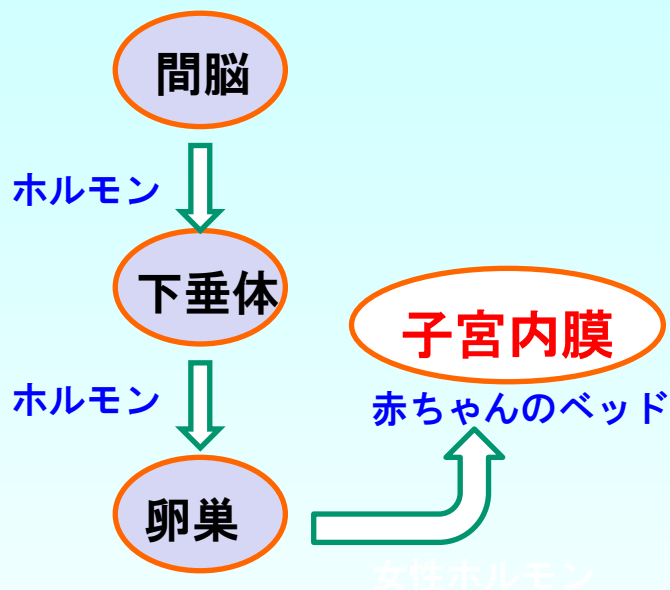 間脳
ホルモン
下垂体
ホルモン
卵巣
子宮内膜
赤ちゃんのベッド
女性ホルモン